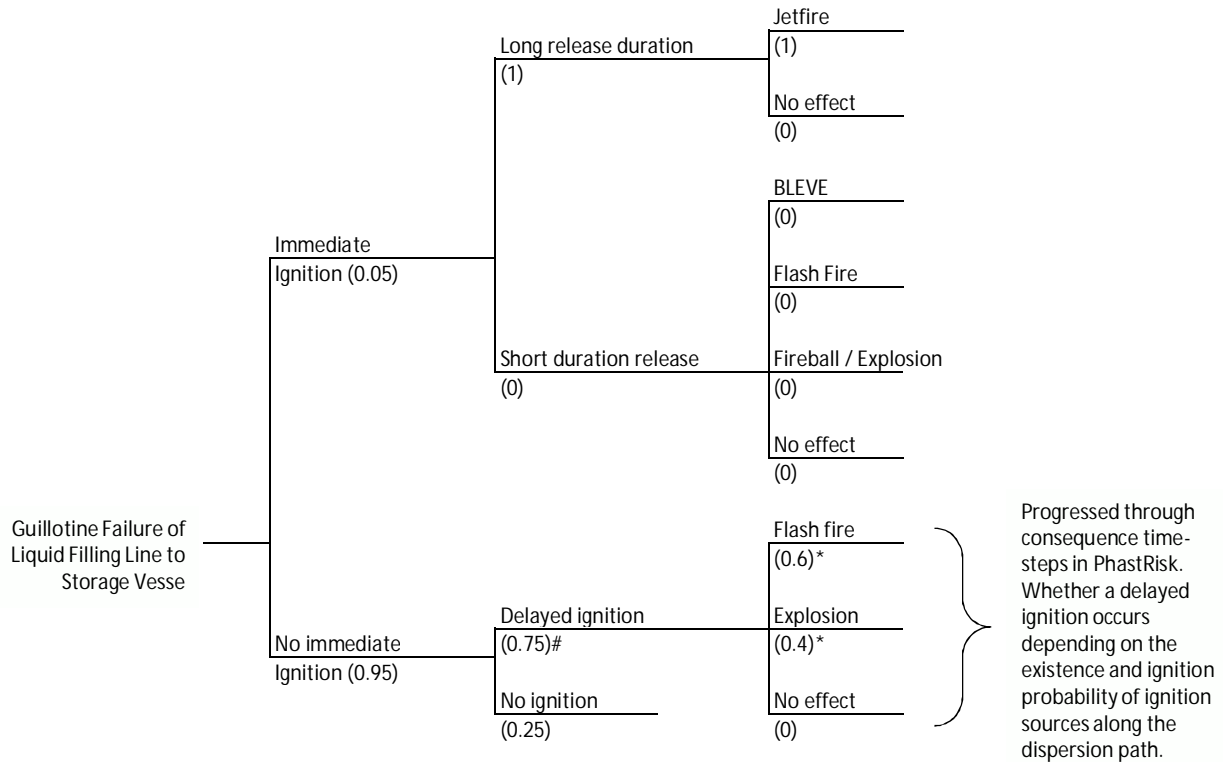 Jetfire
Long release duration
(1)
(1)
No effect
(0)
BLEVE
(0)
Immediate
Ignition (0.05)
Flash Fire
(0)
Short duration release
(0)
Fireball / Explosion
(0)
No effect
(0)
Guillotine Failure of
Liquid Filling Line to
Storage Vesse
No immediate
Ignition (0.95)
Delayed ignition
(0.75)#
No ignition
(0.25)
Flash fire
(0.6)*
Explosion
(0.4)*
No effect
(0)
Progressed through
consequence time-
steps in PhastRisk.
Whether a delayed
ignition occurs
depending on the
existence and ignition
probability of ignition
sources along the
dispersion path.